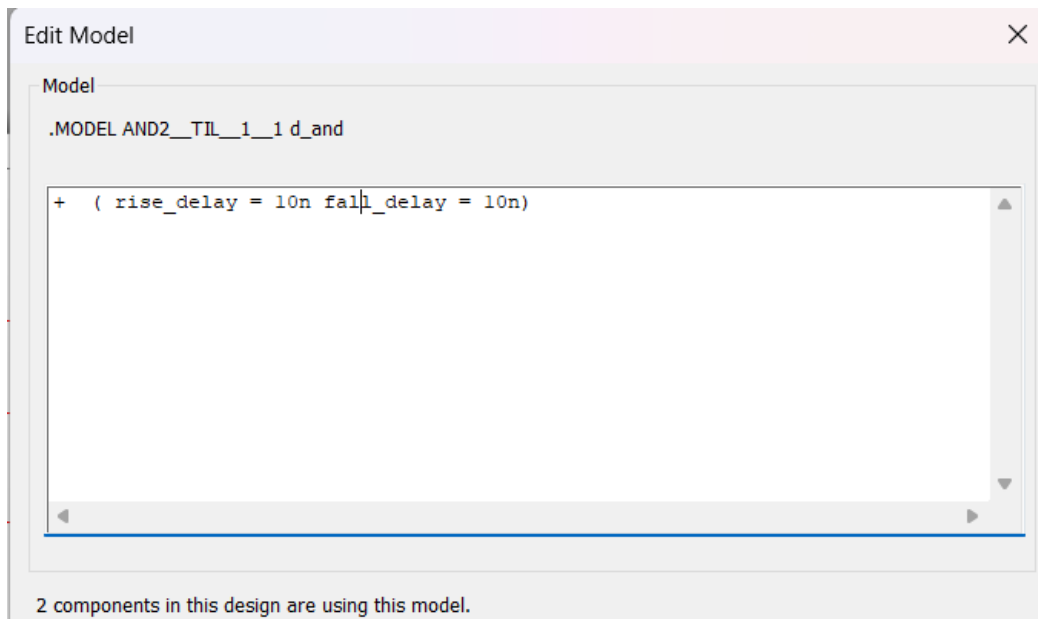 Edit Model
Model
.MODEL AND2__TIL__1__1 d_and
+ ( rise_delay = 10n fall_delay = 10n)
2 components in this design are using this model.